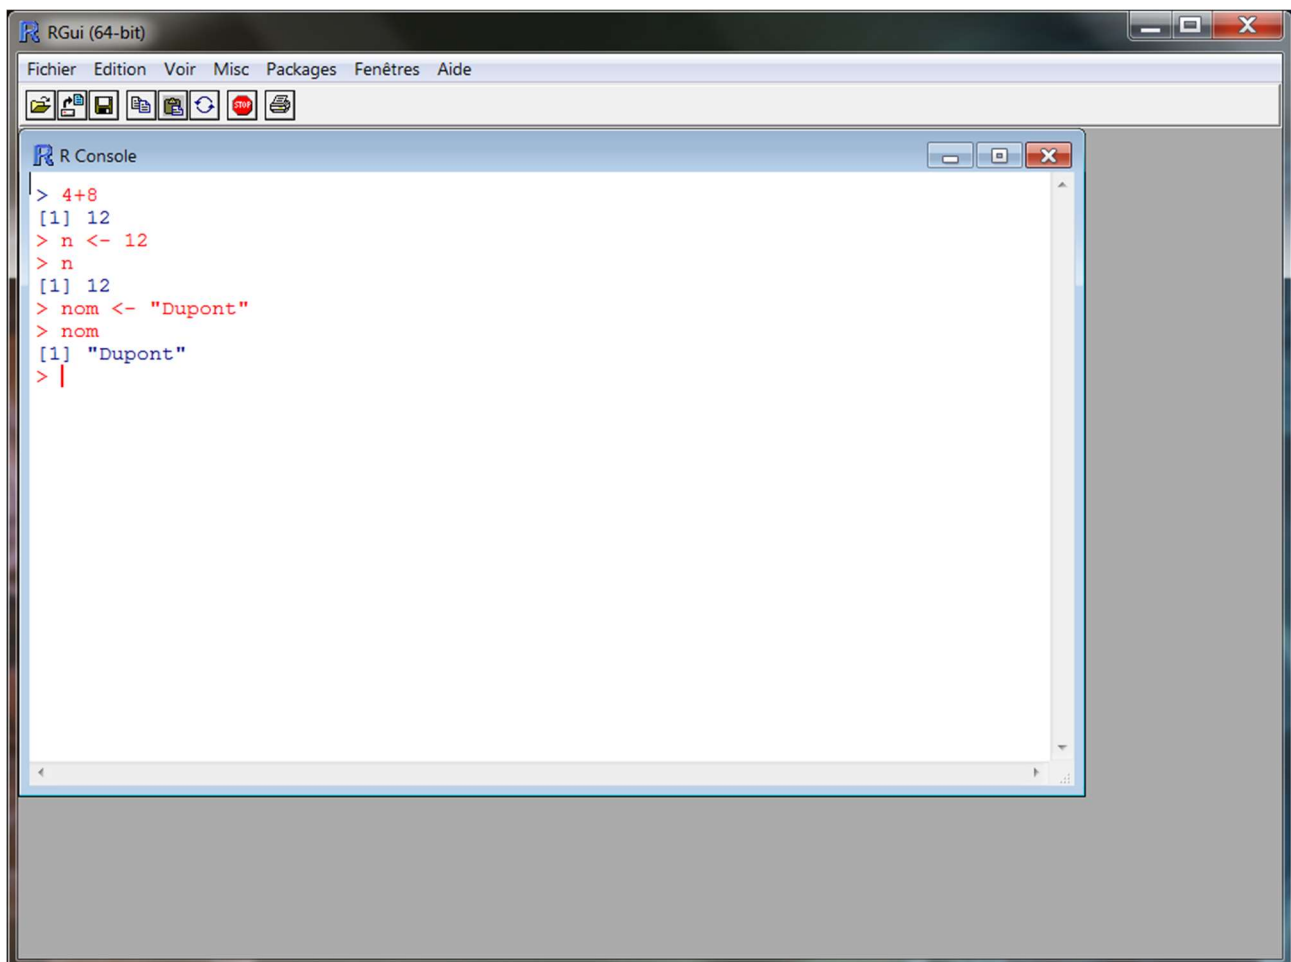 RGui (64-bit)
Fichier Edition Voir Misc Packages Fenêtres Aide
STOP
R Console
> 4+8
[1] 12
> n <- 12
> n
[1] 12
> nom <- "Dupont"
> nom
[1] "Dupont"
>